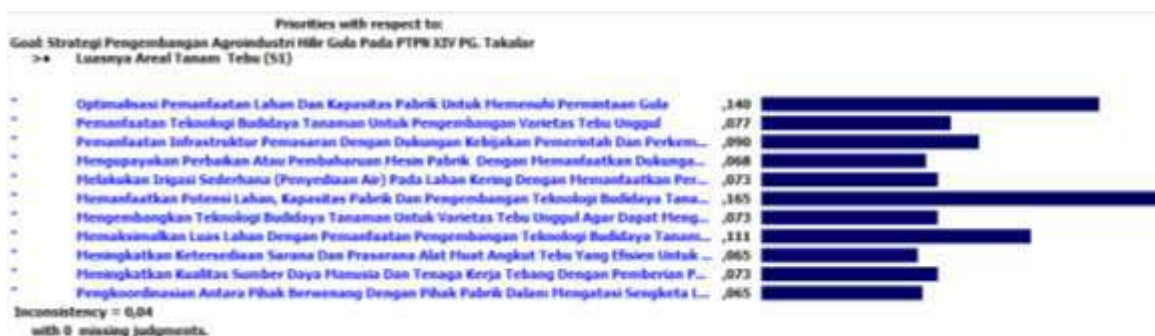 Priorities with respect to:
Goal: Strategi Pengembangan Agroindustri Hilir Gula Pada PTPN XIV PG. Takalar
>• Luasnya Areal Tanam Tebu (S1)
Optimalisasi Pemanfaatan Lahan Dan Kapasitas Pabrik Untuk Memenuhi Permintaan Gula ,140
Pemanfaatan Teknologi Budidaya Tanaman Untuk Pengembangan Varietas Tebu Unggul ,077
Pemanfaatan Infrastruktur Pemasaran Dengan Dukungan Kebijakan Pemerintah Dan Perkem... ,090
Mengupayakan Perbaikan Atau Pembaharuan Mesin Pabrik Dengan Memanfaatkan Dukunga... ,068
Melakukan Irigasi Sederhana (Penyediaan Air) Pada Lahan Kering Dengan Memanfaatkan Per... ,073
Memanfaatkan Potensi Lahan, Kapasitas Pabrik Dan Pengembangan Teknologi Budidaya Tana... ,165
Mengembangkan Teknologi Budidaya Tanaman Untuk Varietas Tebu Unggul Agar Dapat Meng... ,073
Memaksimalkan Luas Lahan Dengan Pemanfaatan Pengembangan Teknologi Budidaya Tanam... ,111
Meningkatkan Ketersediaan Sarana Dan Prasarana Alat Muat Angkut Tebu Yang Efisien Untuk ... ,065
Meningkatkan Kualitas Sumber Daya Manusia Dan Tenaga Kerja Tebang Dengan Pemberian P... ,073
Pengkoordinasian Antara Pihak Berwenang Dengan Pihak Pabrik Dalam Mengatasi Sengketa L... ,065
Inconsistency = 0,04
with 0 missing judgments.